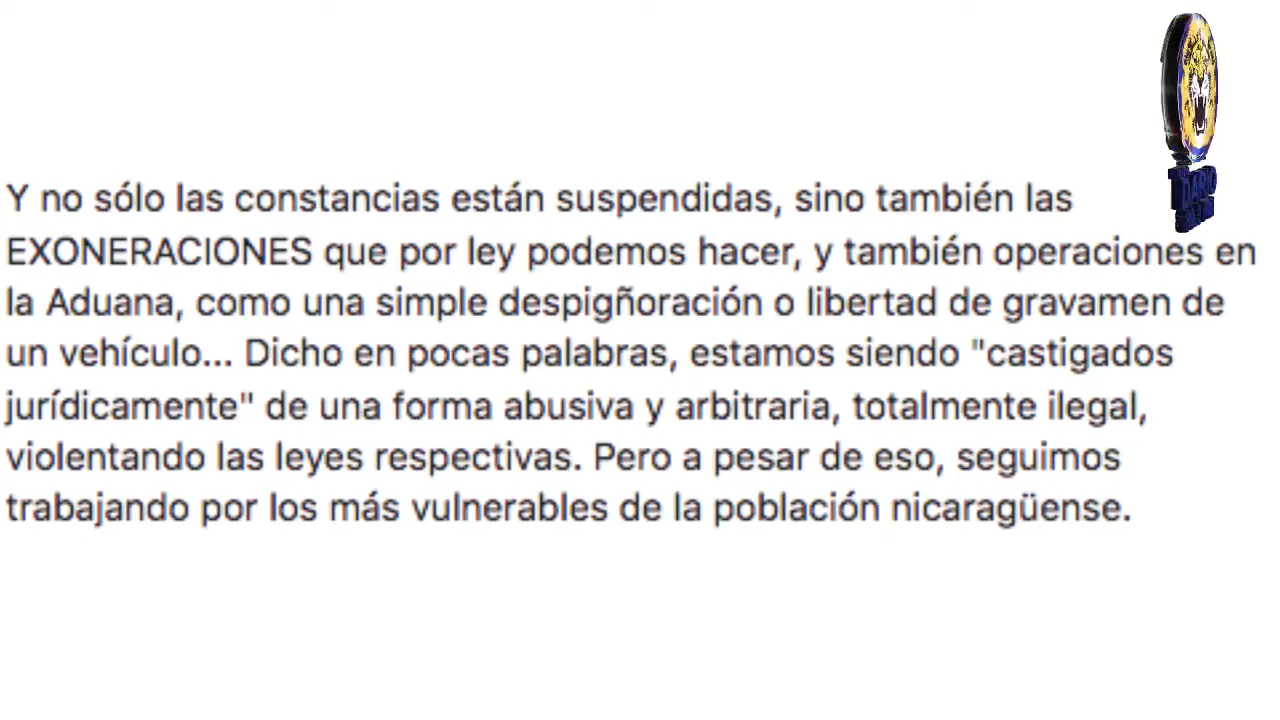 Y no sólo las constancias están suspendidas, sino también las
EXONERACIONES que por ley podemos hacer, y también operaciones en
la Aduana, como una simple despigñoración o libertad de gravamen de
un vehículo... Dicho en pocas palabras, estamos siendo "castigados
jurídicamente" de una forma abusiva y arbitraria, totalmente ilegal,
violentando las leyes respectivas. Pero a pesar de eso, seguimos
trabajando por los más vulnerables de la población nicaragüense.